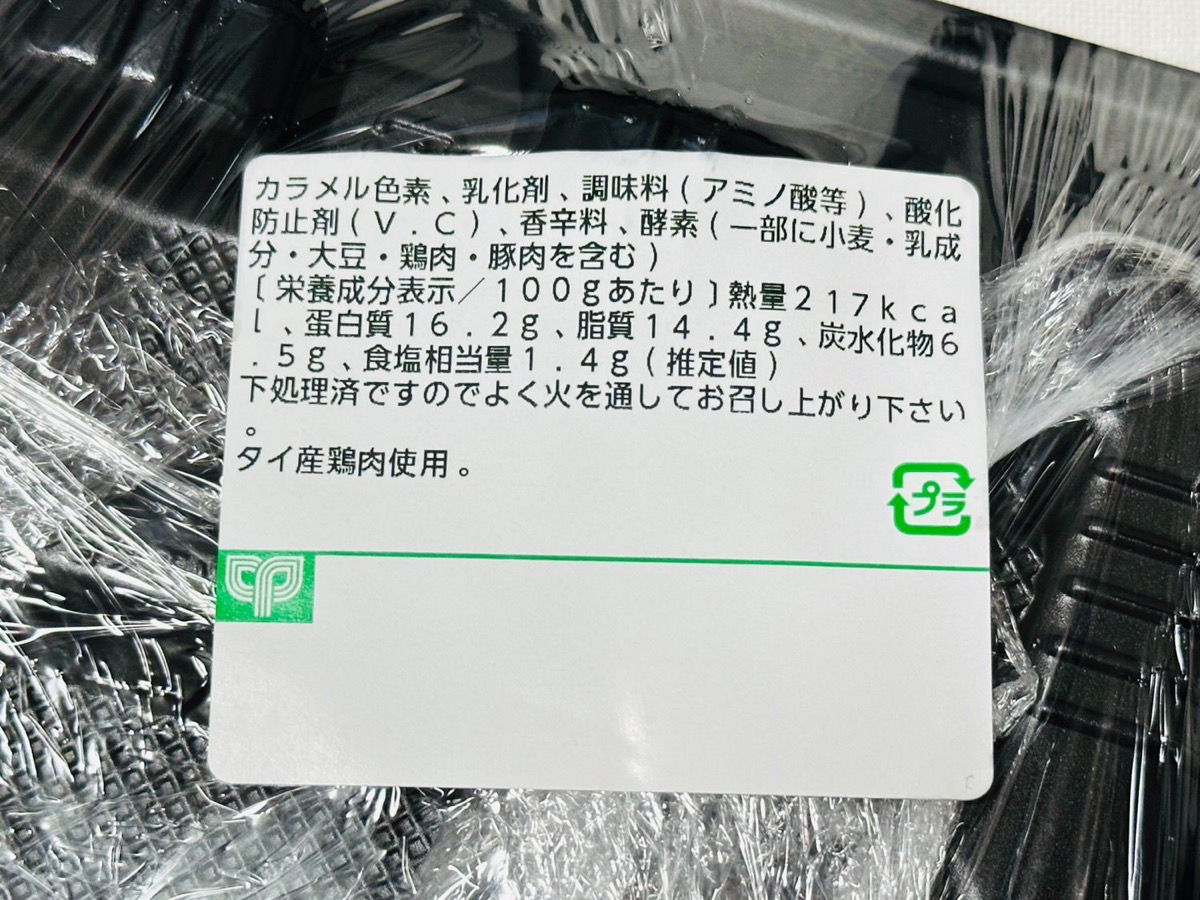 カラメル色素、乳化剤、調味料(アミノ酸等)、酸化
防止剤(V.C)、香辛料、酵素(一部に小麦・乳成
分・大豆・鶏肉・豚肉を含む)
〔栄養成分表示/100gあたり〕熱量217kca
l、蛋白質16.2g、脂質14.4g、炭水化物6
.5g、食塩相当量1.4g(推定値)
下処理済ですのでよく火を通してお召し上がり下さい
。
タイ産鶏肉使用。
プラ